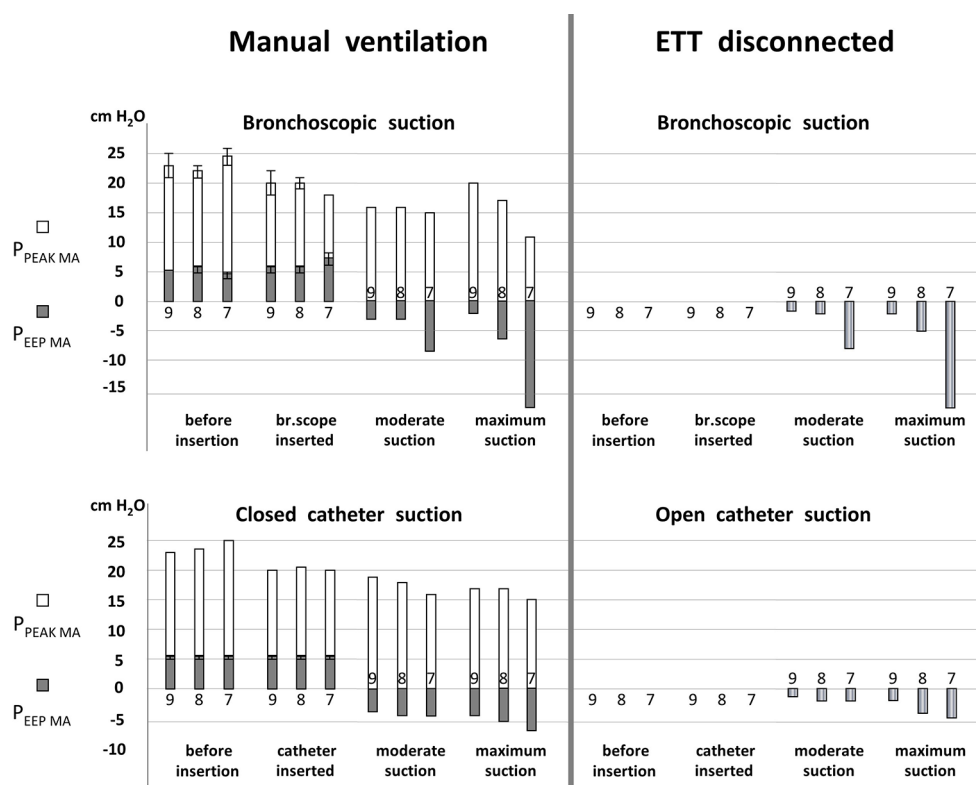 Manual ventilation
ETT disconnected
cm H2O
Bronchoscopic suction
Bronchoscopic suction
25
20
15
10
5
0
-5
-10
-15
PPEAK MA
PEEP MA
9 8 7 9 8 7 9 8 7 9 8 7
9 8 7 9 8 7 9 8 7 9 8 7
before insertion
br.scope inserted
moderate suction
maximum suction
before insertion
br.scope inserted
moderate suction
maximum suction
cm H2O
Closed catheter suction
Open catheter suction
25
20
15
10
5
0
-5
-10
PPEAK MA
PEEP MA
9 8 7 9 8 7 9 8 7 9 8 7
9 8 7 9 8 7 9 8 7 9 8 7
before insertion
catheter inserted
moderate suction
maximum suction
before insertion
catheter inserted
moderate suction
maximum suction